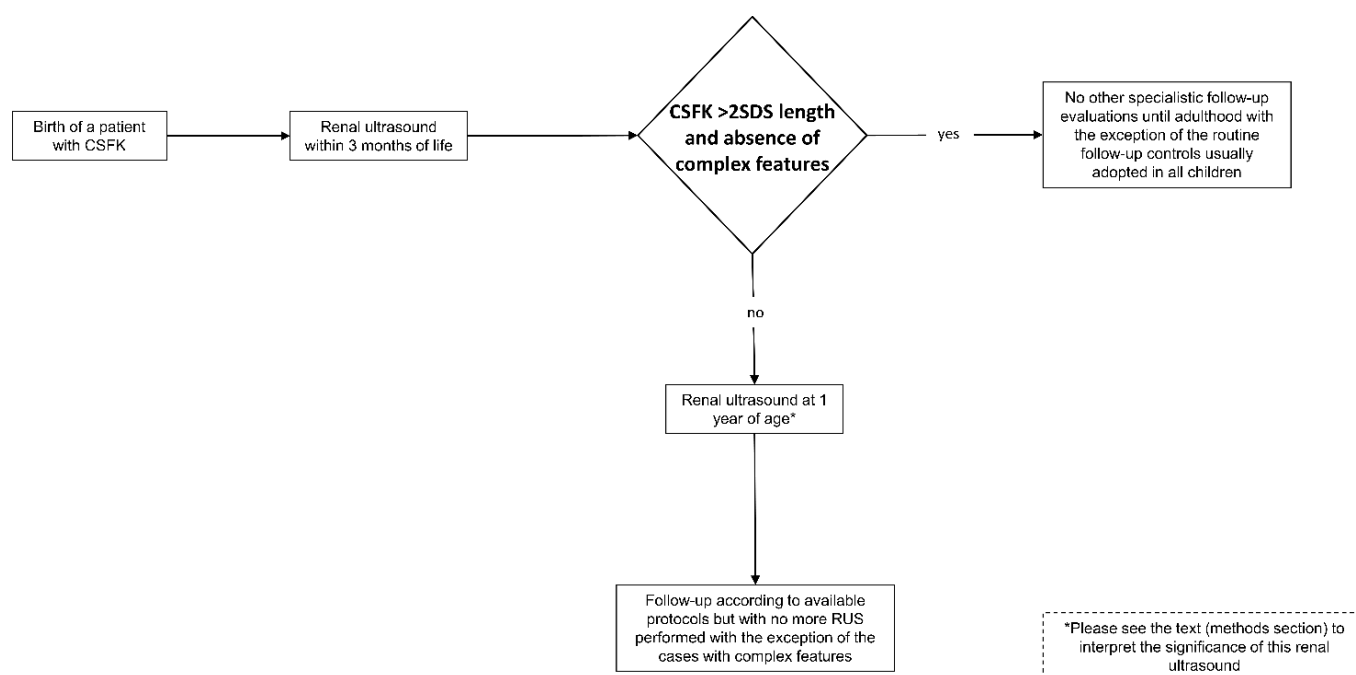 Birth of a patient
with CSFK
Renal ultrasound
within 3 months of life
CSFK >2SDS length
and absence of
complex features
yes
No other specialistic follow-up
evaluations until adulthood with
the exception of the routine
follow-up controls usually
adopted in all children
no
Renal ultrasound at 1
year of age*
Follow-up according to available
protocols but with no more RUS
performed with the exception of the
cases with complex features
*Please see the text (methods section) to
interpret the significance of this renal
ultrasound